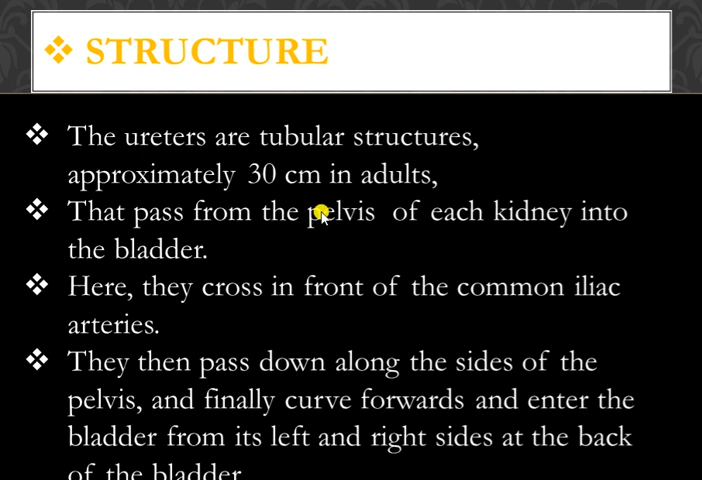 ❖ STRUCTURE
❖ The ureters are tubular structures,
approximately 30 cm in adults,
❖ That pass from the pelvis of each kidney into
the bladder.
❖ Here, they cross in front of the common iliac
arteries.
❖ They then pass down along the sides of the
pelvis, and finally curve forwards and enter the
bladder from its left and right sides at the back
of the bladder